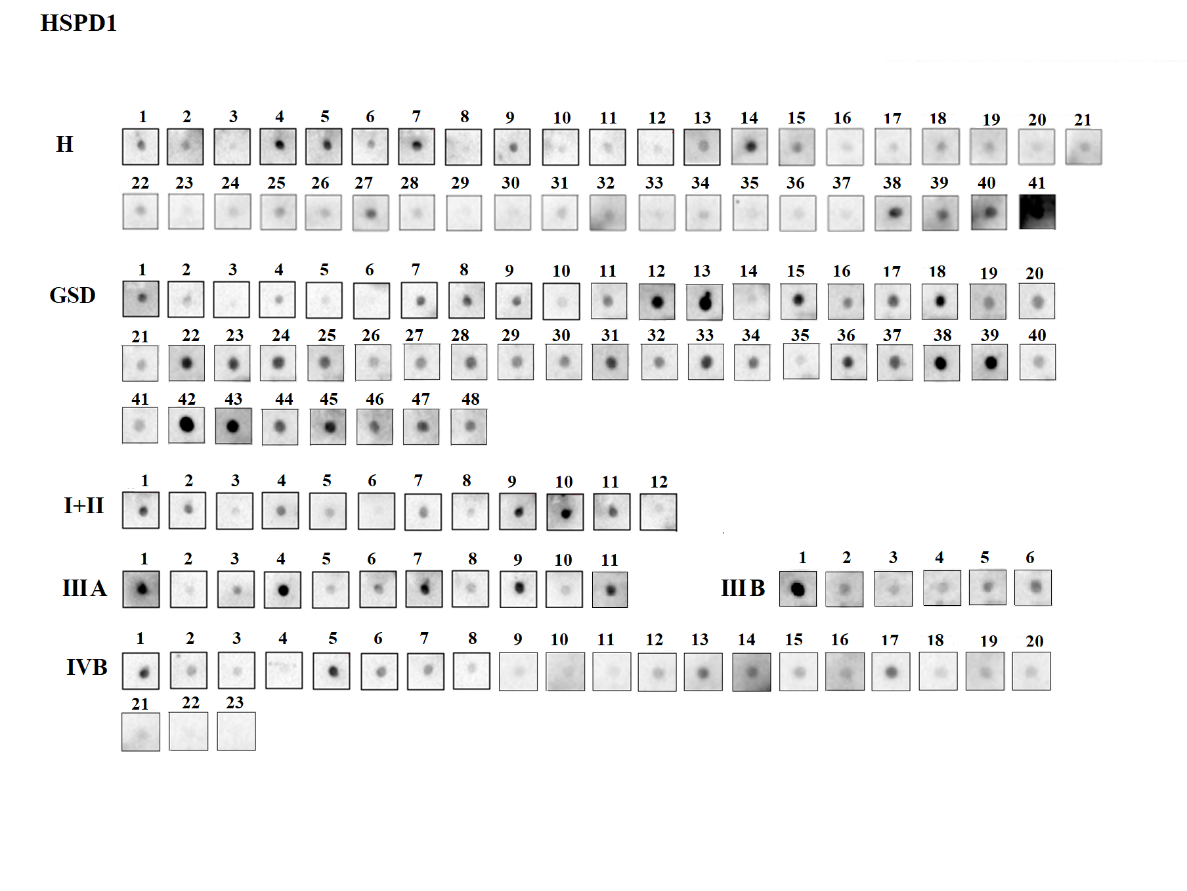 HSPD1
1 2 3 4 5 6 7 8 9 10 11 12 13 14 15 16 17 18 19 20 21
H
22 23 24 25 26 27 28 29 30 31 32 33 34 35 36 37 38 39 40 41
1 2 3 4 5 6 7 8 9 10 11 12 13 14 15 16 17 18 19 20
GSD
21 22 23 24 25 26 27 28 29 30 31 32 33 34 35 36 37 38 39 40
41 42 43 44 45 46 47 48
1 2 3 4 5 6 7 8 9 10 11 12
I+II
1 2 3 4 5 6 7 8 9 10 11
III A
1 2 3 4 5 6
III B
1 2 3 4 5 6 7 8 9 10 11 12 13 14 15 16 17 18 19 20
IVB
21 22 23